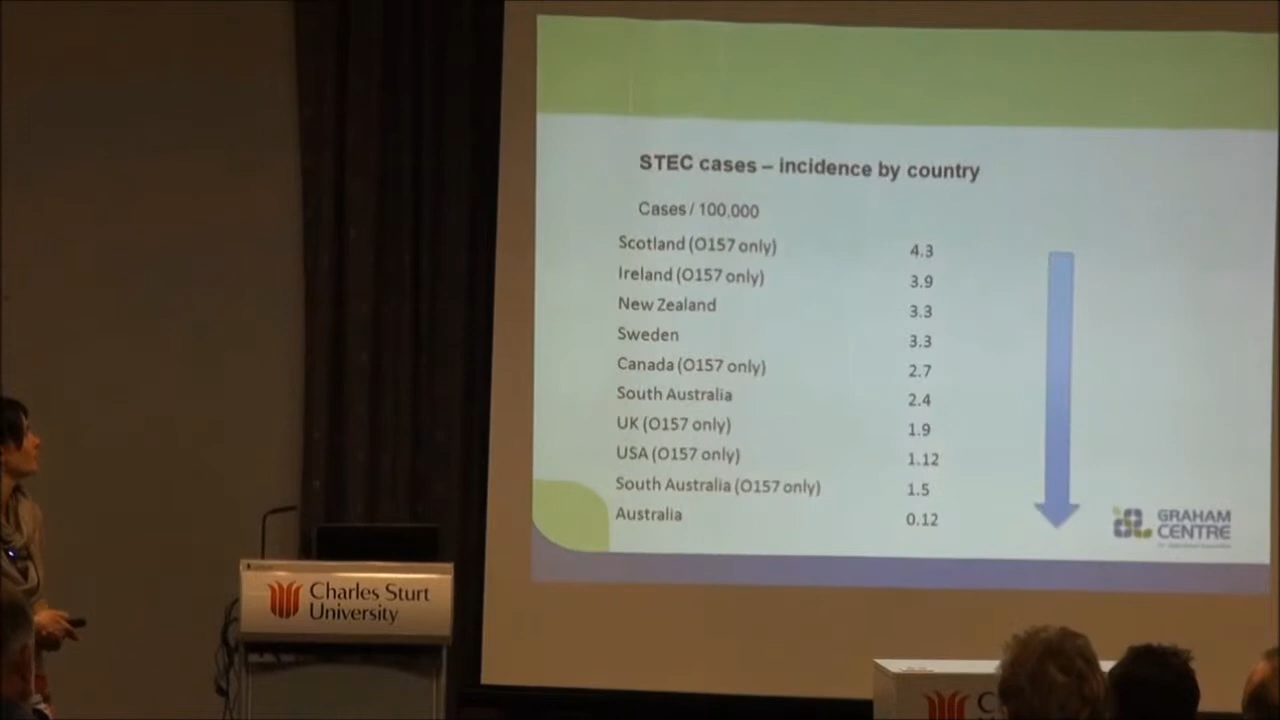 STEC cases – incidence by country
Cases / 100,000
Scotland (O157 only) 4.3
Ireland (O157 only) 3.9
New Zealand 3.3
Sweden 3.3
Canada (O157 only) 2.7
South Australia 2.4
UK (O157 only) 1.9
USA (O157 only) 1.12
South Australia (O157 only) 1.5
Australia 0.12
GRAHAM
CENTRE
Charles Sturt
University